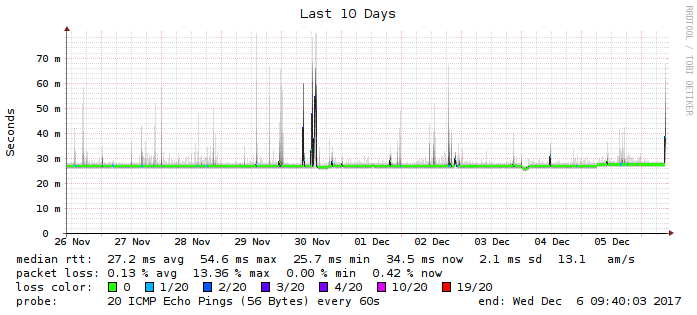 Last 10 Days
RRDTOOL / TOBI OETIKER
Seconds
70 m
60 m
50 m
40 m
30 m
20 m
10 m
0
26 Nov 27 Nov 28 Nov 29 Nov 30 Nov 01 Dec 02 Dec 03 Dec 04 Dec 05 Dec
median rtt: 27.2 ms avg 54.6 ms max 25.7 ms min 34.5 ms now 2.1 ms sd 13.1 am/s
packet loss: 0.13 % avg 13.36 % max 0.00 % min 0.42 % now
loss color: 0 1/20 2/20 3/20 4/20 10/20 19/20
probe: 20 ICMP Echo Pings (56 Bytes) every 60s end: Wed Dec 6 09:40:03 2017